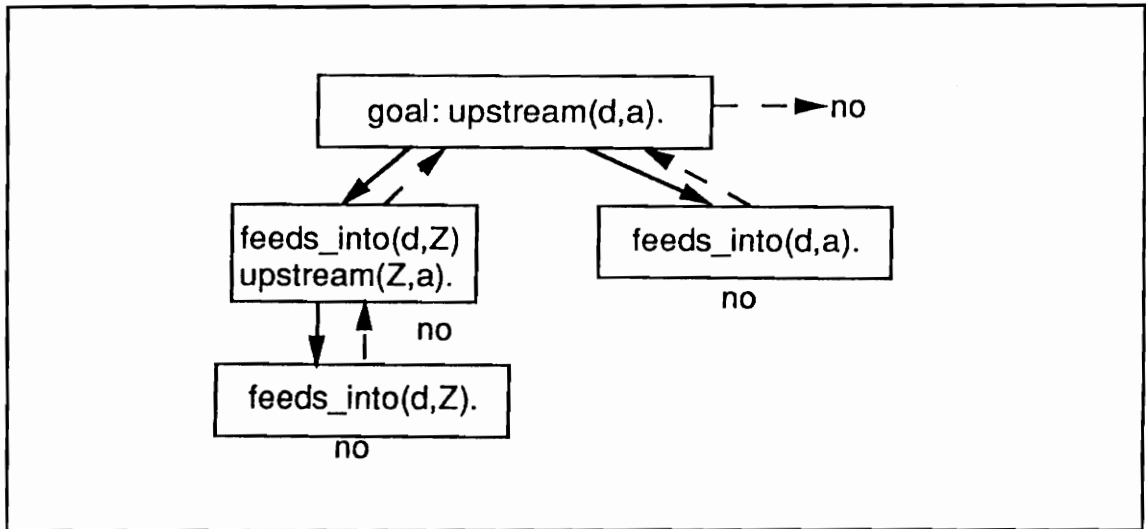 goal: upstream(d,a).
no
feeds_into(d,Z)
upstream(Z,a).
feeds_into(d,a).
no
no
feeds_into(d,Z).
no